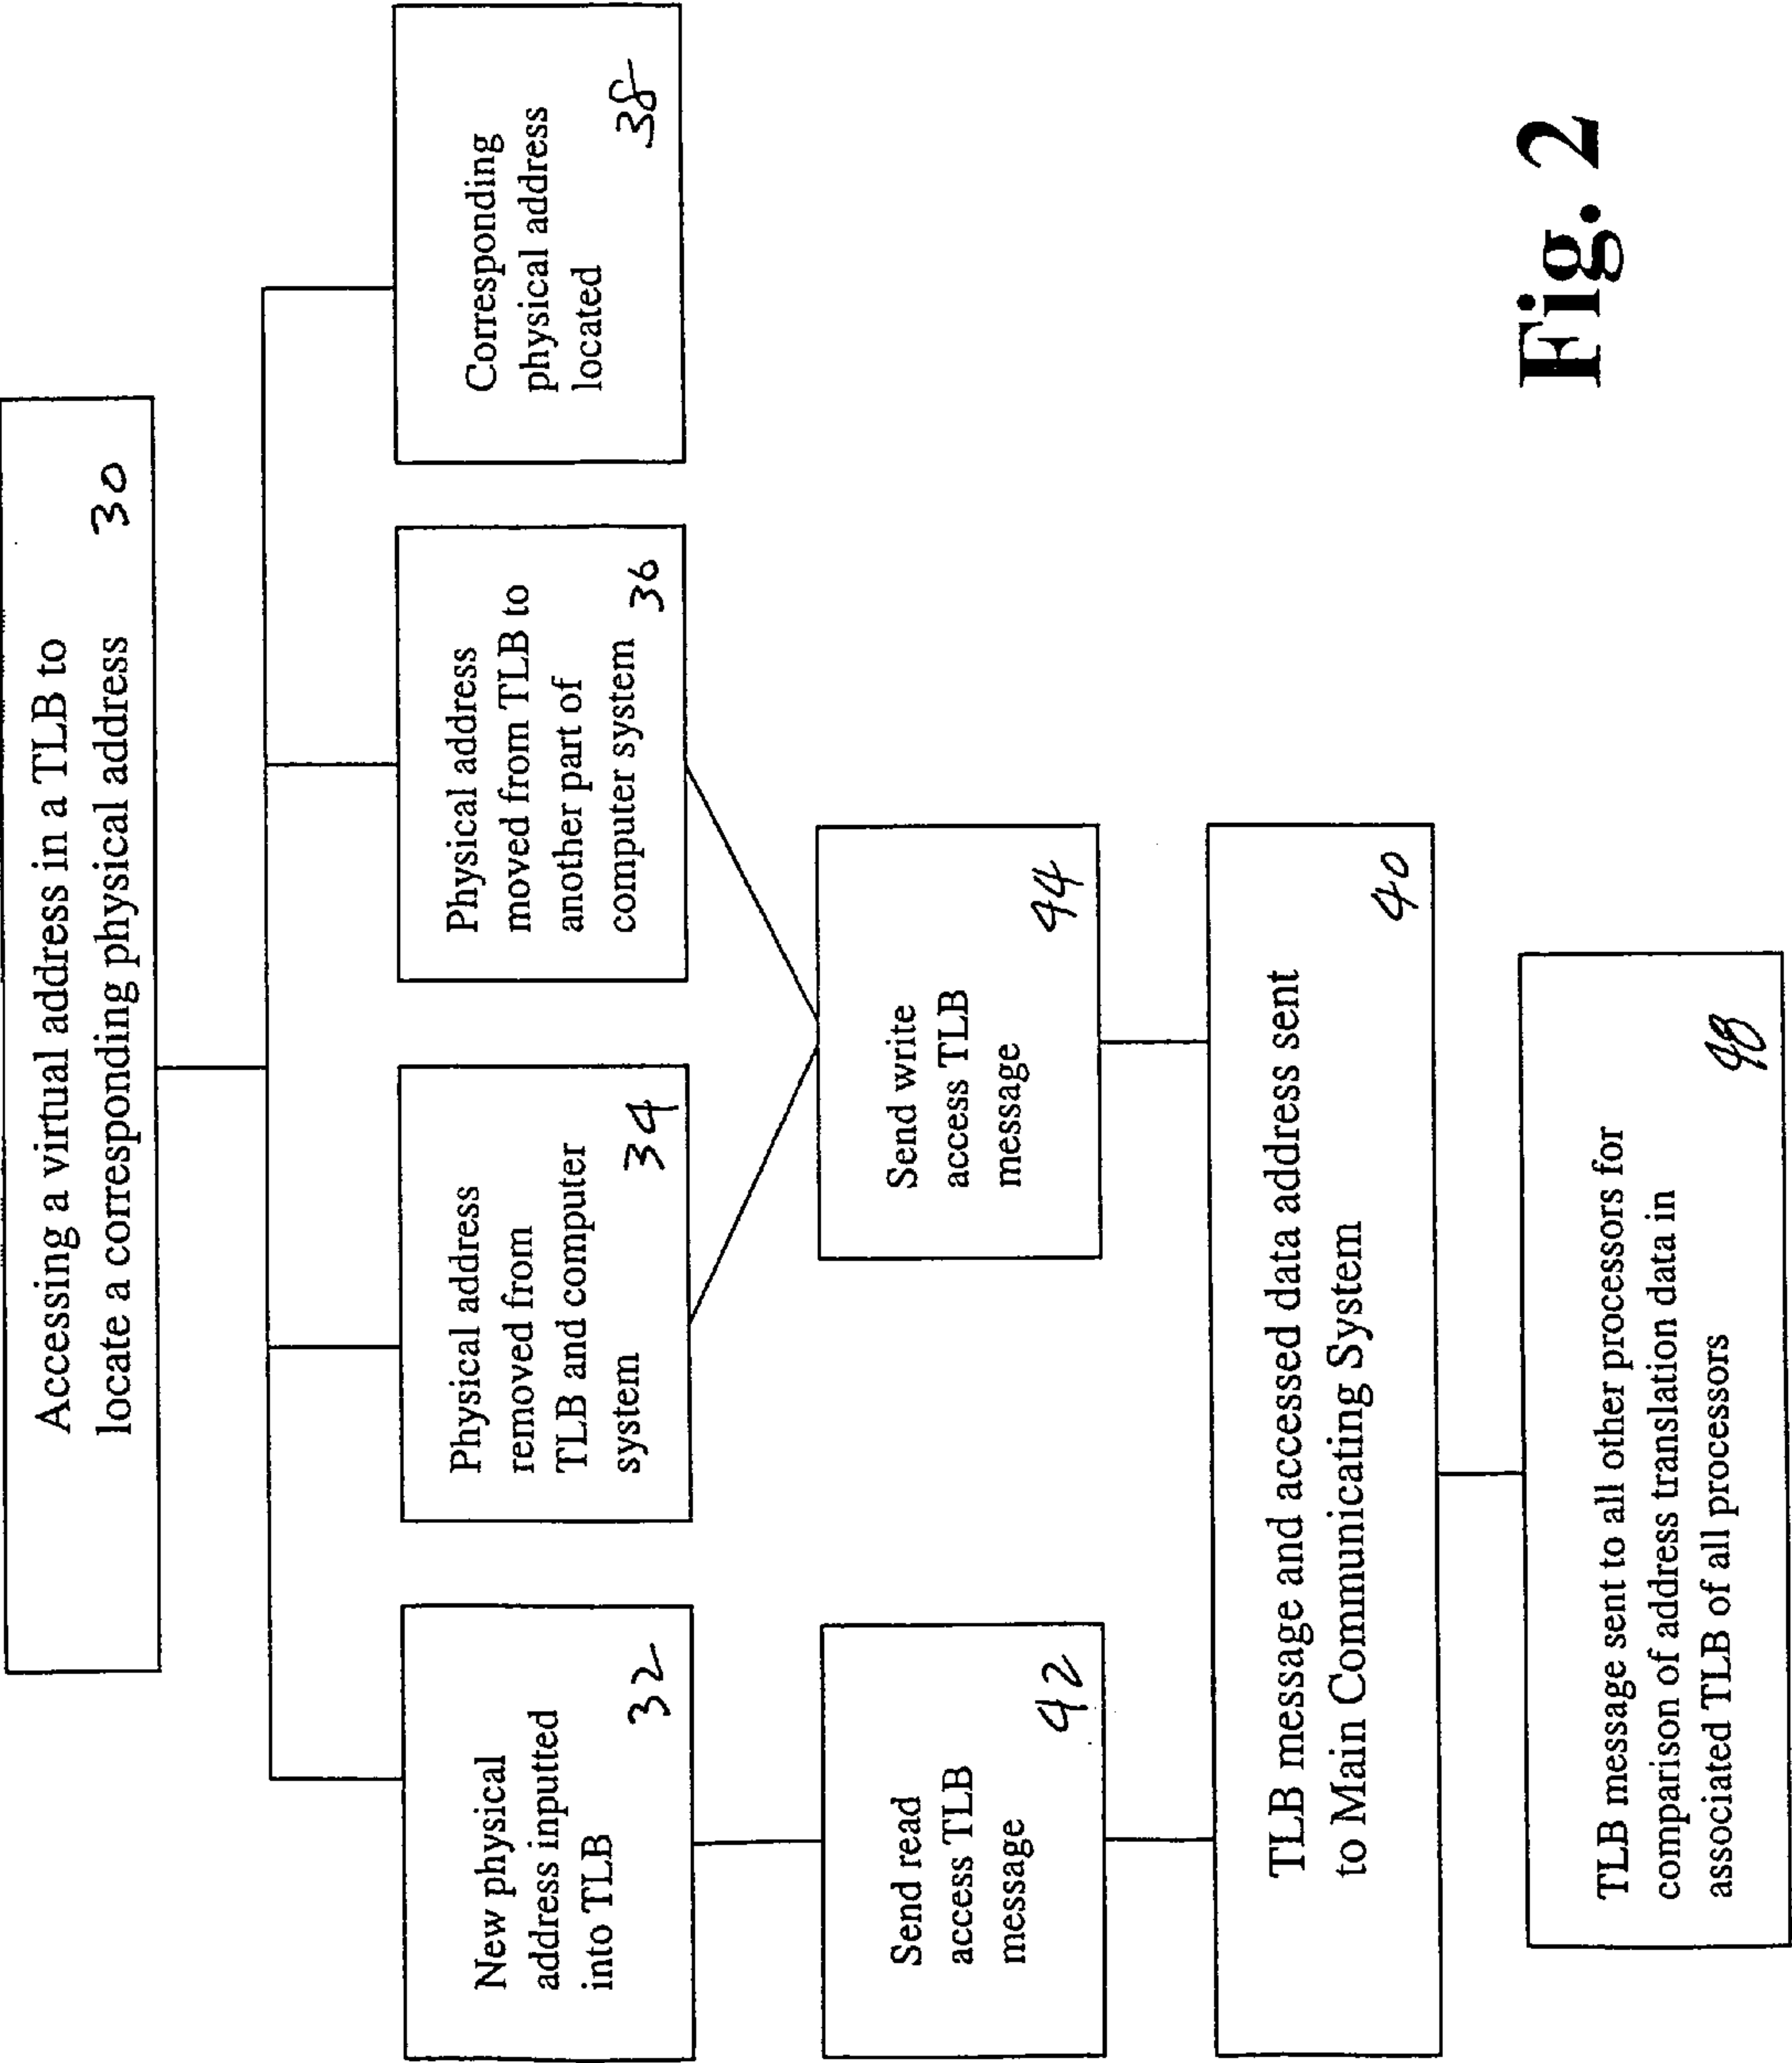 Accessing a virtual address in a TLB to
locate a corresponding physical address
30
New physical
address inputted
into TLB
32
Physical address
removed from
TLB and computer
system
34
Physical address
moved from TLB to
another part of
computer system
36
Corresponding
physical address
located
38
Send read
access TLB
message
42
Send write
access TLB
message
44
TLB message and accessed data address sent
to Main Communicating System
40
TLB message sent to all other processors for
comparison of address translation data in
associated TLB of all processors
Fig. 2